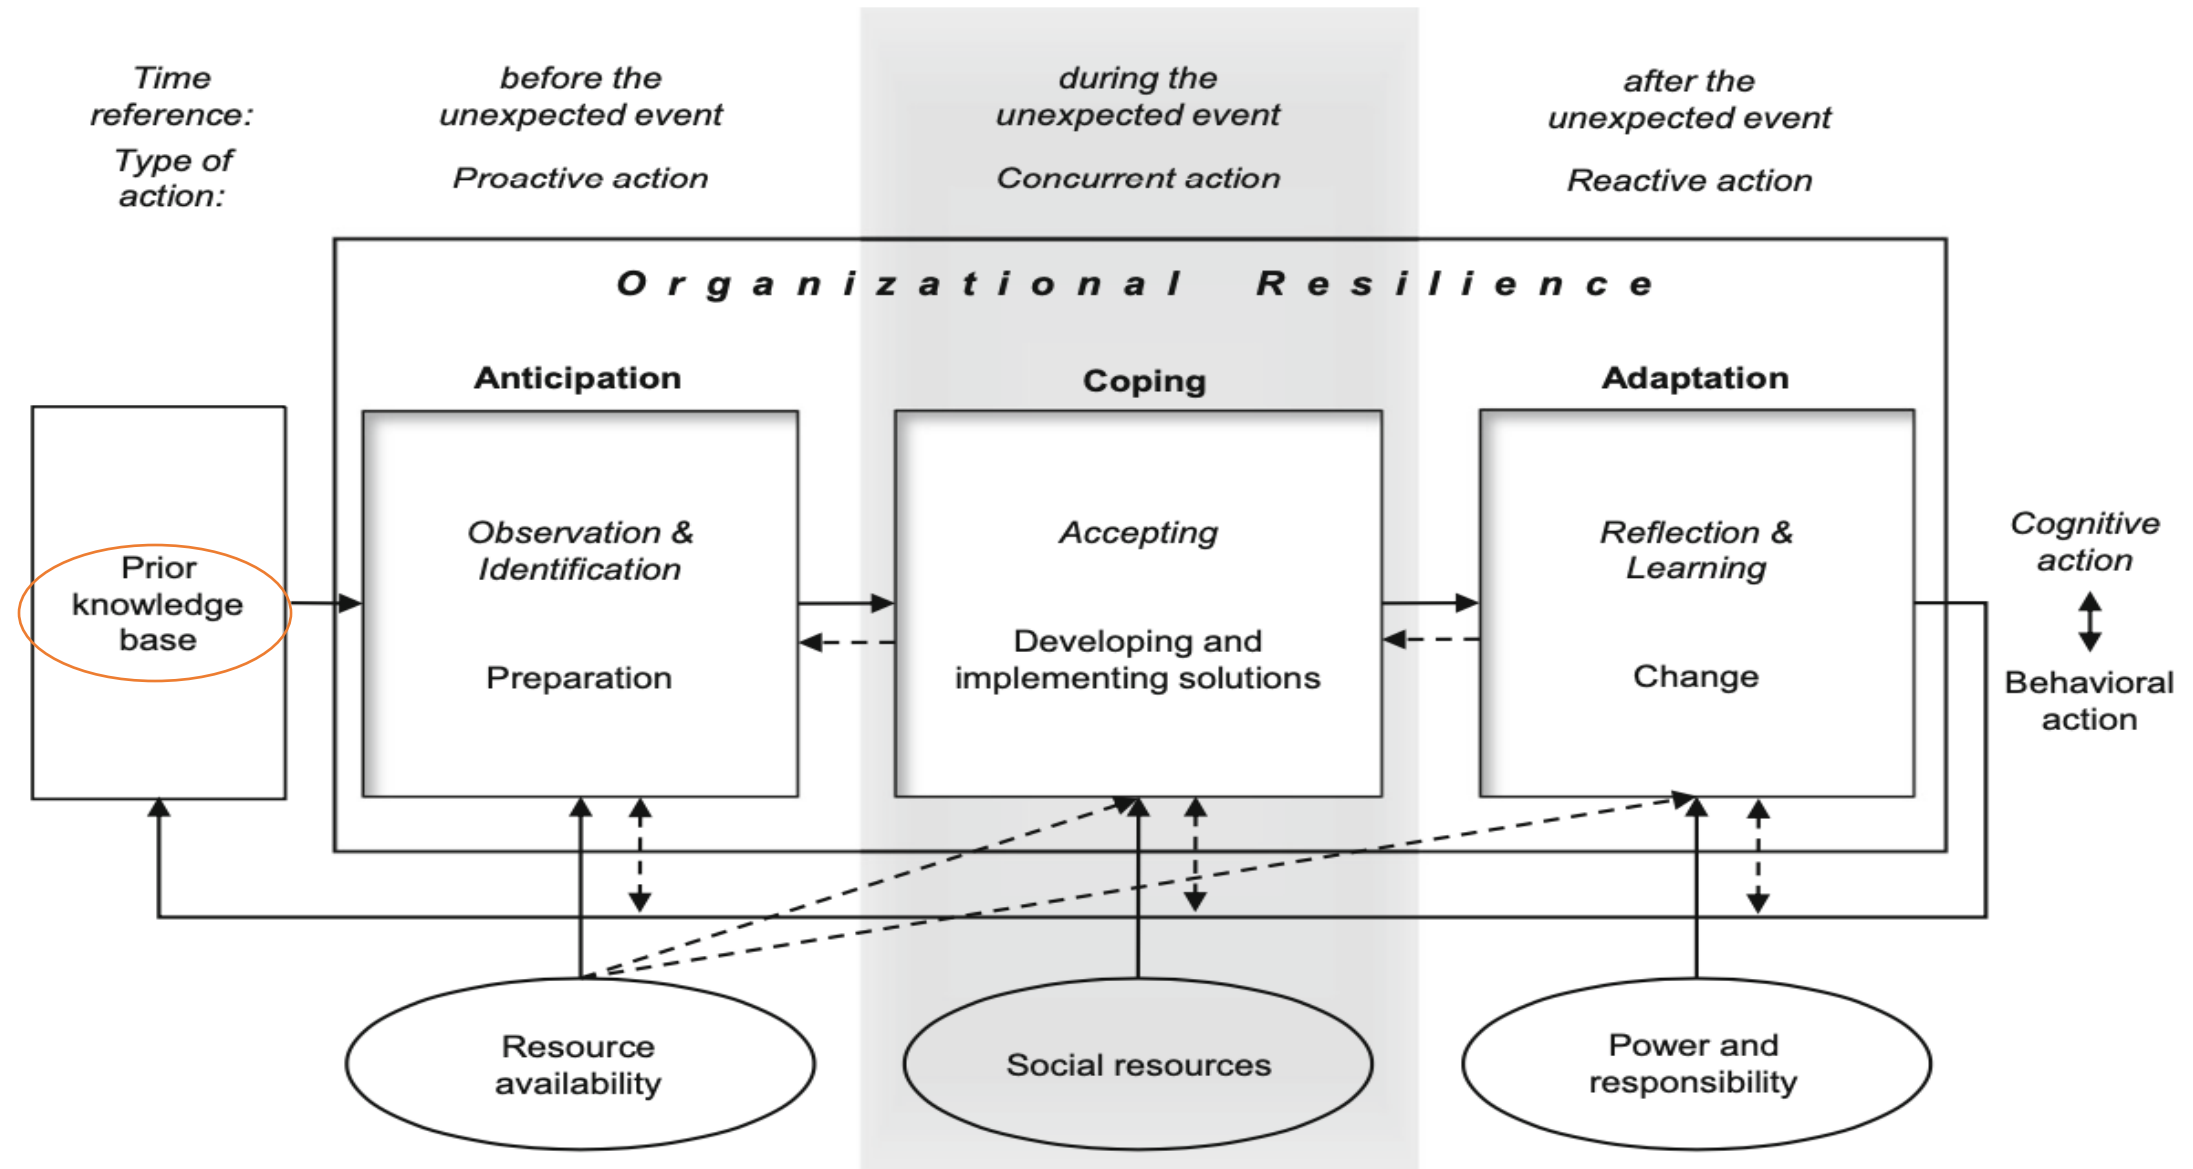 Time
reference:
before the
unexpected event
during the
unexpected event
after the
unexpected event
Type of
action:
Proactive action
Concurrent action
Reactive action
Organizational Resilience
Anticipation
Coping
Adaptation
Prior
knowledge
base
Observation &
Identification
Preparation
Accepting
Developing and
implementing solutions
Reflection &
Learning
Change
Cognitive
action
Behavioral
action
Resource
availability
Social resources
Power and
responsibility